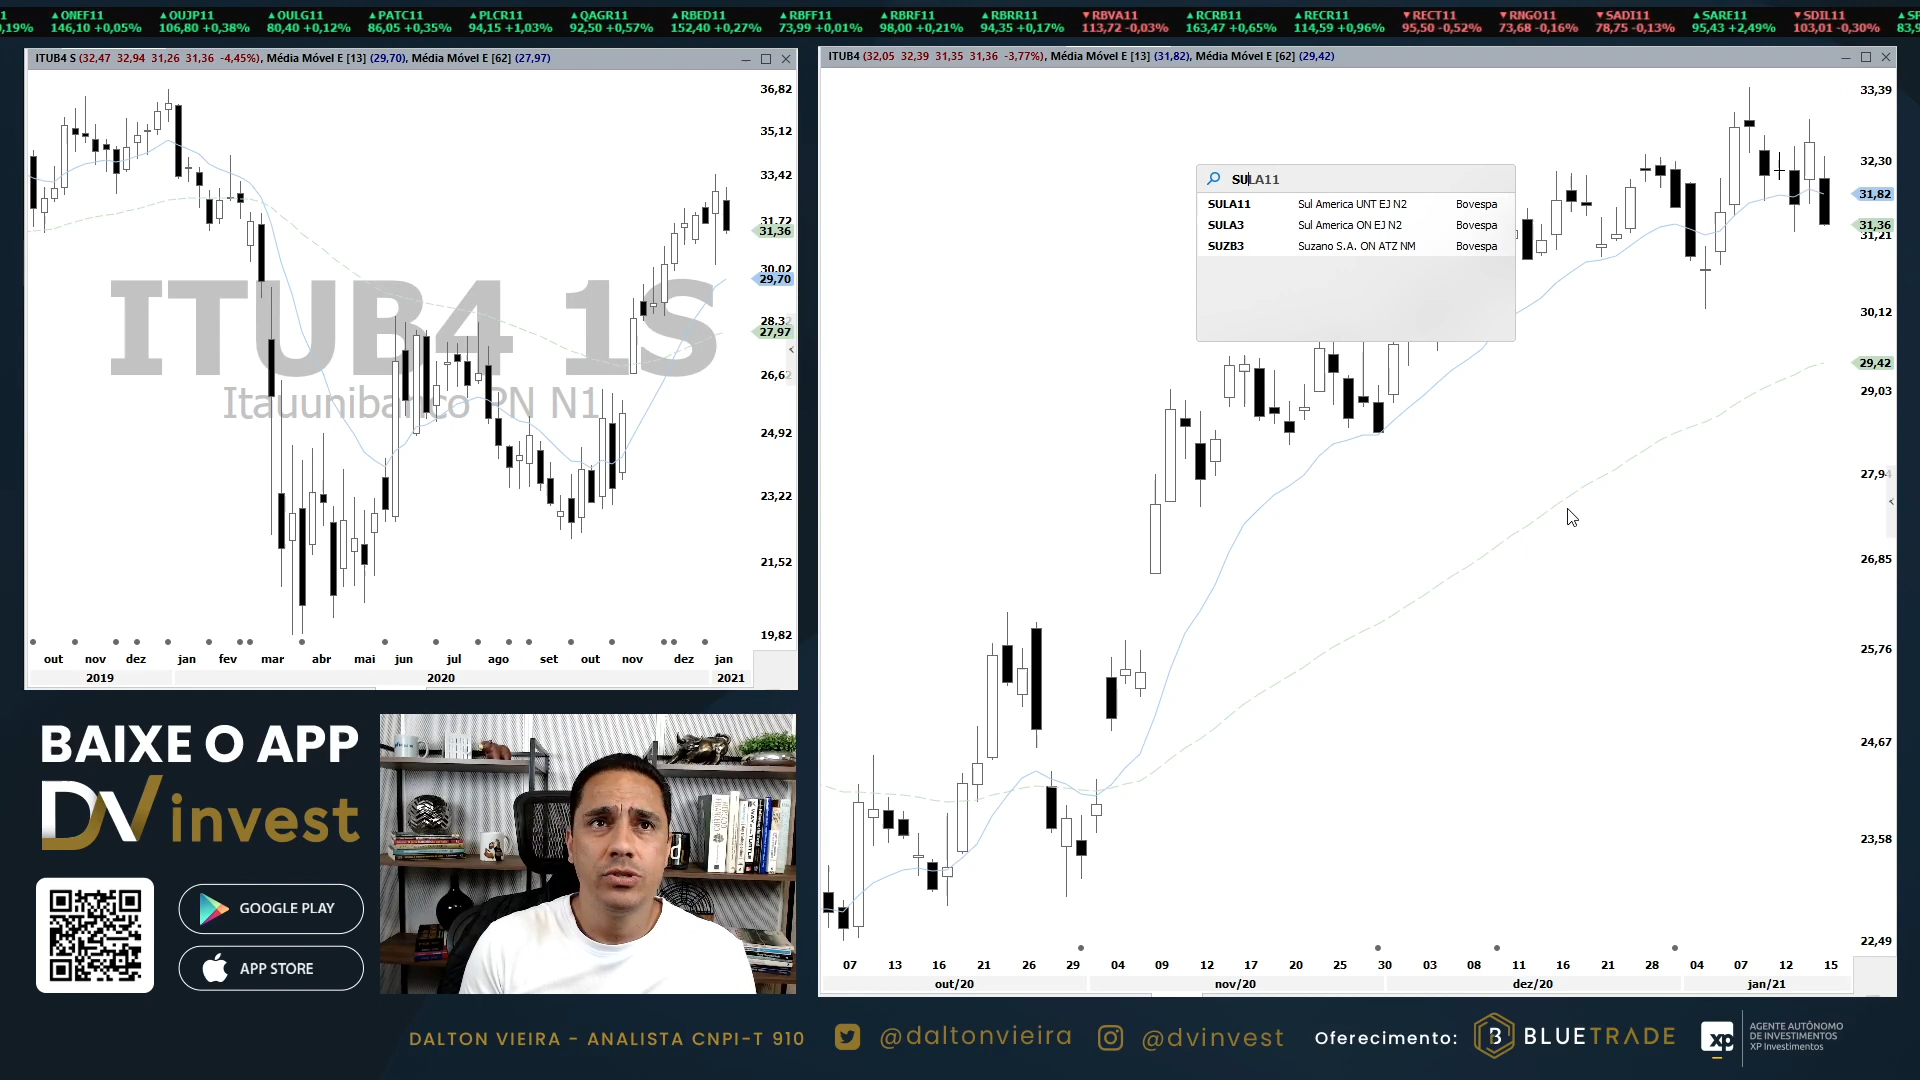 ▲ONEF11 ▲OUJP11 ▲OULG11 ▲PATC11 ▲PLCR11 ▲QAGR11 ▲RBED11 ▲RBFF11 ▲RBRF11 ▲RBRR11 ▼RBVA11 ▲RCRB11 ▲RECR11 ▼RECT11 ▼RNGO11 ▼SADI11 ▲SARE11 ▼SDIL11
,19% 146,10 +0,05% 106,80 +0,38% 80,40 +0,12% 86,05 +0,35% 94,15 +1,03% 92,50 +0,57% 152,40 +0,27% 73,99 +0,01% 98,00 +0,21% 94,35 +0,17% 113,72 -0,03% 163,47 +0,65% 114,59 +0,96% 95,50 -0,52% 73,68 -0,16% 78,75 -0,13% 95,43 +2,49% 103,01 -0,30% 83,9
ITUB4 S (32,47 32,94 31,26 31,36 -4,45%), Média Móvel E [13] (29,70), Média Móvel E [62] (27,97)
36,82
35,12
33,42
31,72
31,36
30,02
29,70
28,3
27,97
26,6
24,92
23,22
21,52
19,82
ITUB4 1S
Itauunibanco PN N1
out nov dez jan fev mar abr mai jun jul ago set out nov dez jan
2019 2020 2021
ITUB4 (32,05 32,39 31,35 31,36 -3,77%), Média Móvel E [13] (31,82), Média Móvel E [62] (29,42)
SULA11
SULA11 Sul America UNT EJ N2 Bovespa
SULA3 Sul America ON EJ N2 Bovespa
SUZB3 Suzano S.A. ON ATZ NM Bovespa
33,39
32,30
31,82
31,36
31,21
30,12
29,42
29,03
27,94
26,85
25,76
24,67
23,58
22,49
07 13 16 21 26 29 04 09 12 17 20 25 30 03 08 11 16 21 28 04 07 12 15
out/20 nov/20 dez/20 jan/21
BAIXE O APP
DV invest
GOOGLE PLAY
APP STORE
DALTON VIEIRA - ANALISTA CNPI-T 910 @daltonvieira @dvinvest Oferecimento: BLUETRADE
xp
AGENTE AUTÔNOMO
DE INVESTIMENTOS
XP Investimentos